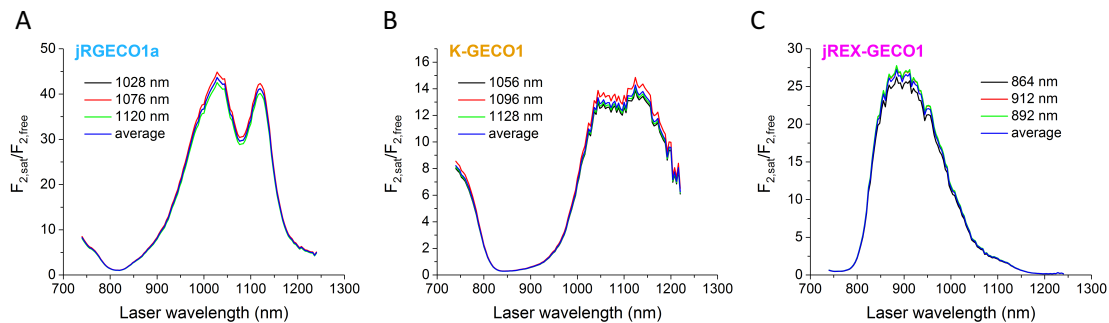 A
jRGECO1a
1028 nm
1076 nm
1120 nm
average
F2,sat/F2,free
50
40
30
20
10
0
700 800 900 1000 1100 1200 1300
Laser wavelength (nm)
B
K-GECO1
1056 nm
1096 nm
1128 nm
average
F2,sat/F2,free
16
14
12
10
8
6
4
2
0
700 800 900 1000 1100 1200 1300
Laser wavelength (nm)
C
jREX-GECO1
864 nm
912 nm
892 nm
average
F2,sat/F2,free
30
25
20
15
10
5
0
700 800 900 1000 1100 1200 1300
Laser wavelength (nm)